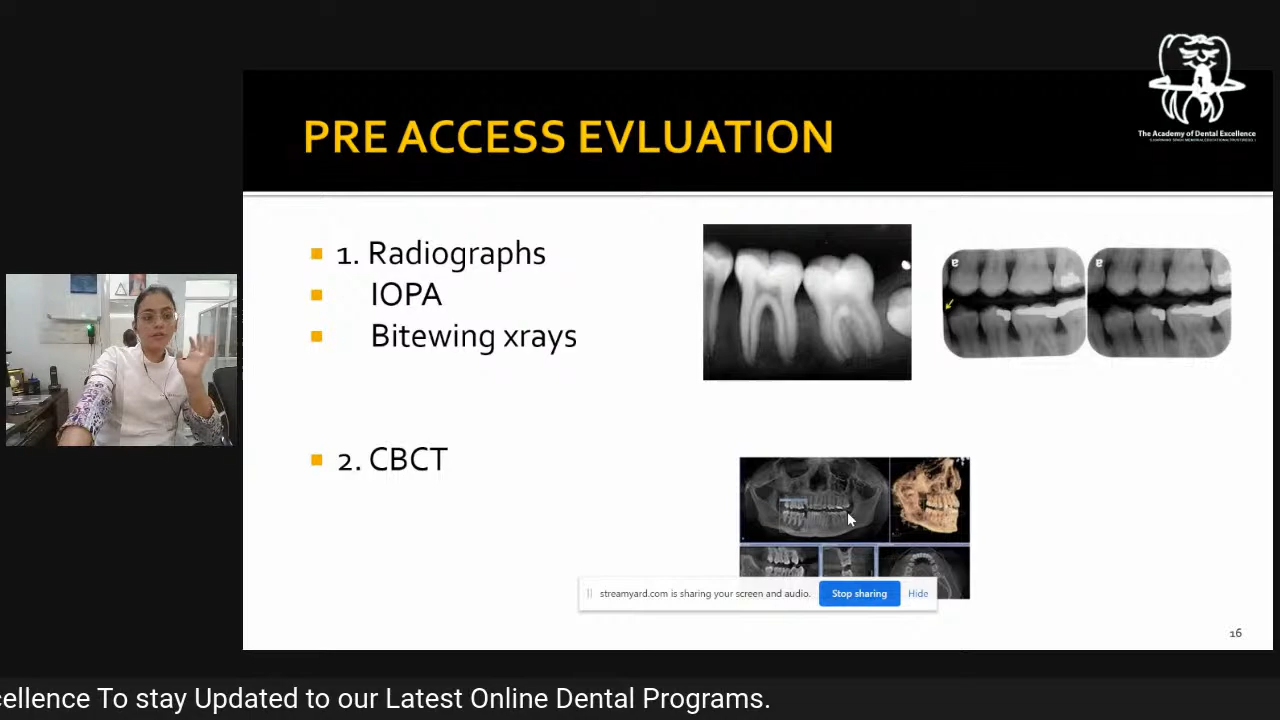 PRE ACCESS EVLUATION
The Academy of Dental Excellence
1. Radiographs
IOPA
Bitewing xrays
2. CBCT
streamyard.com is sharing your screen and audio. Stop sharing Hide
16
cellence To stay Updated to our Latest Online Dental Programs.